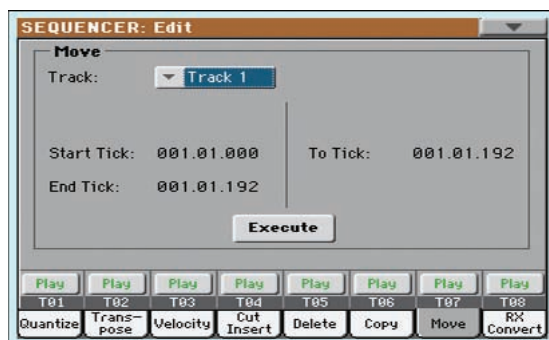 SEQUENCER: Edit
Move
Track: Track 1
Start Tick: 001.01.000 To Tick: 001.01.192
End Tick: 001.01.192
Execute
Play Play Play Play Play Play Play Play
T01 T02 T03 T04 T05 T06 T07 T08
Quantize Trans-pose Velocity Cut Insert Delete Copy Move RX Convert